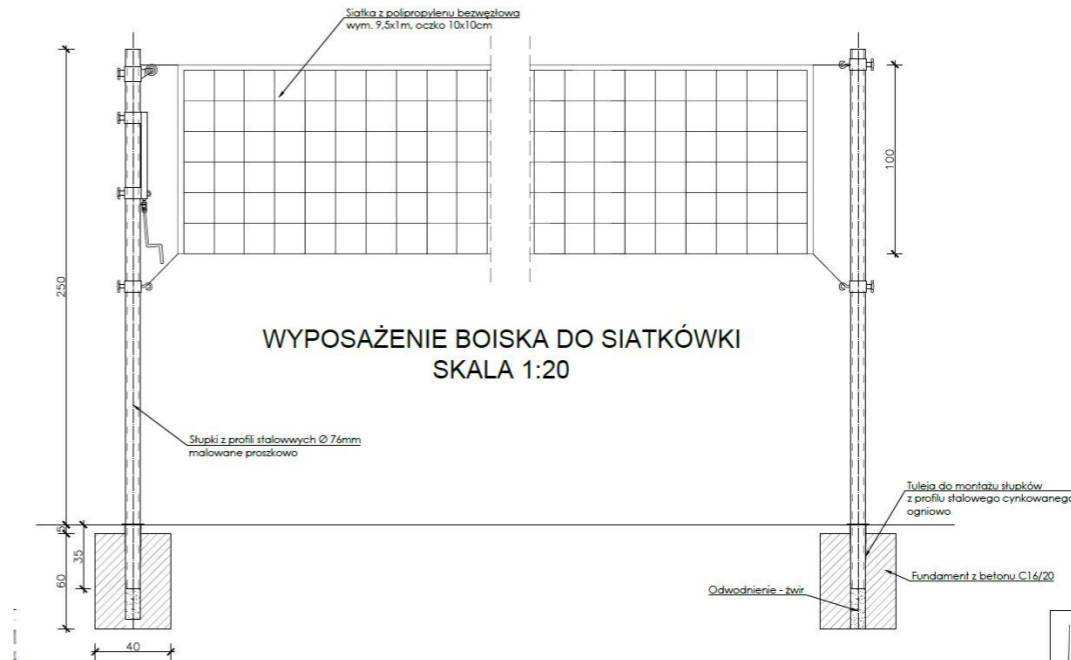 Siatka z polipropylenu bezwęzłowa
wym. 9,5x1m, oczko 10x10cm
100
250
WYPOSAŻENIE BOISKA DO SIATKÓWKI
SKALA 1:20
Słupki z profili stalowwych Ø 76mm
malowane proszkowo
Tuleja do montażu słupków
z profilu stalowego cynkowanego
ogniowo
5
35
60
Fundament z betonu C16/20
Odwodnienie - żwir
40